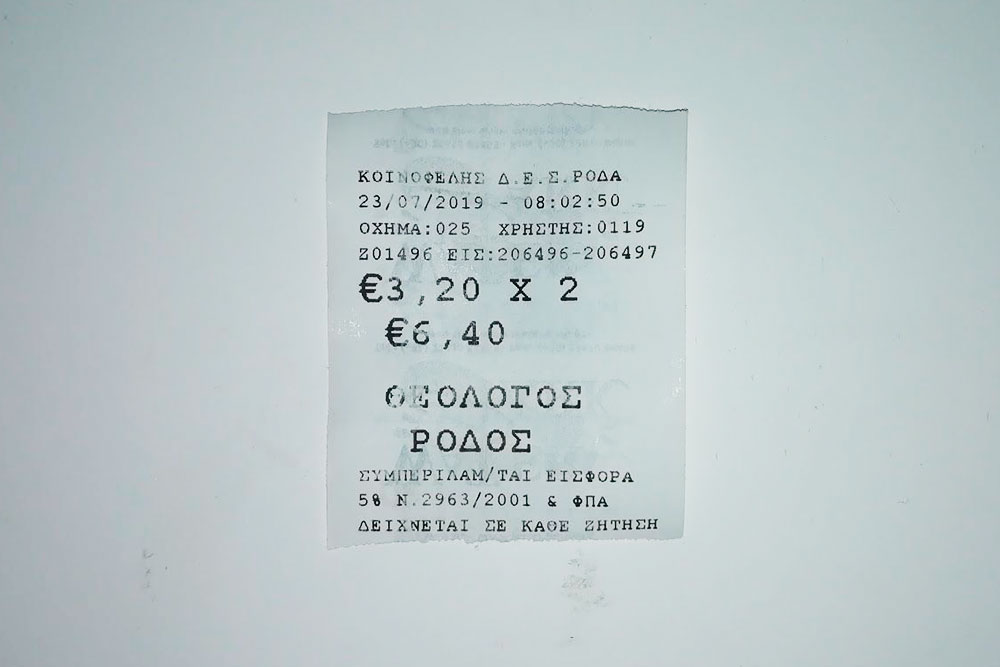 ΚΟΙΝΟΦΕΛΗΣ Δ.Ε.Σ.ΡΟΔΑ
23/07/2019 - 08:02:50
ΟΧΗΜΑ:025 ΧΡΗΣΤΗΣ:0119
Ζ01496 ΕΙΣ:206496-206497
€3,20 Χ 2
€6,40
ΘΕΟΛΟΓΟΣ
ΡΟΔΟΣ
ΣΥΜΠΕΡΙΛΑΜ/ΤΑΙ ΕΙΣΦΟΡΑ
5% Ν.2963/2001 & ΦΠΑ
ΔΕΙΧΝΕΤΑΙ ΣΕ ΚΑΘΕ ΖΗΤΗΣΗ